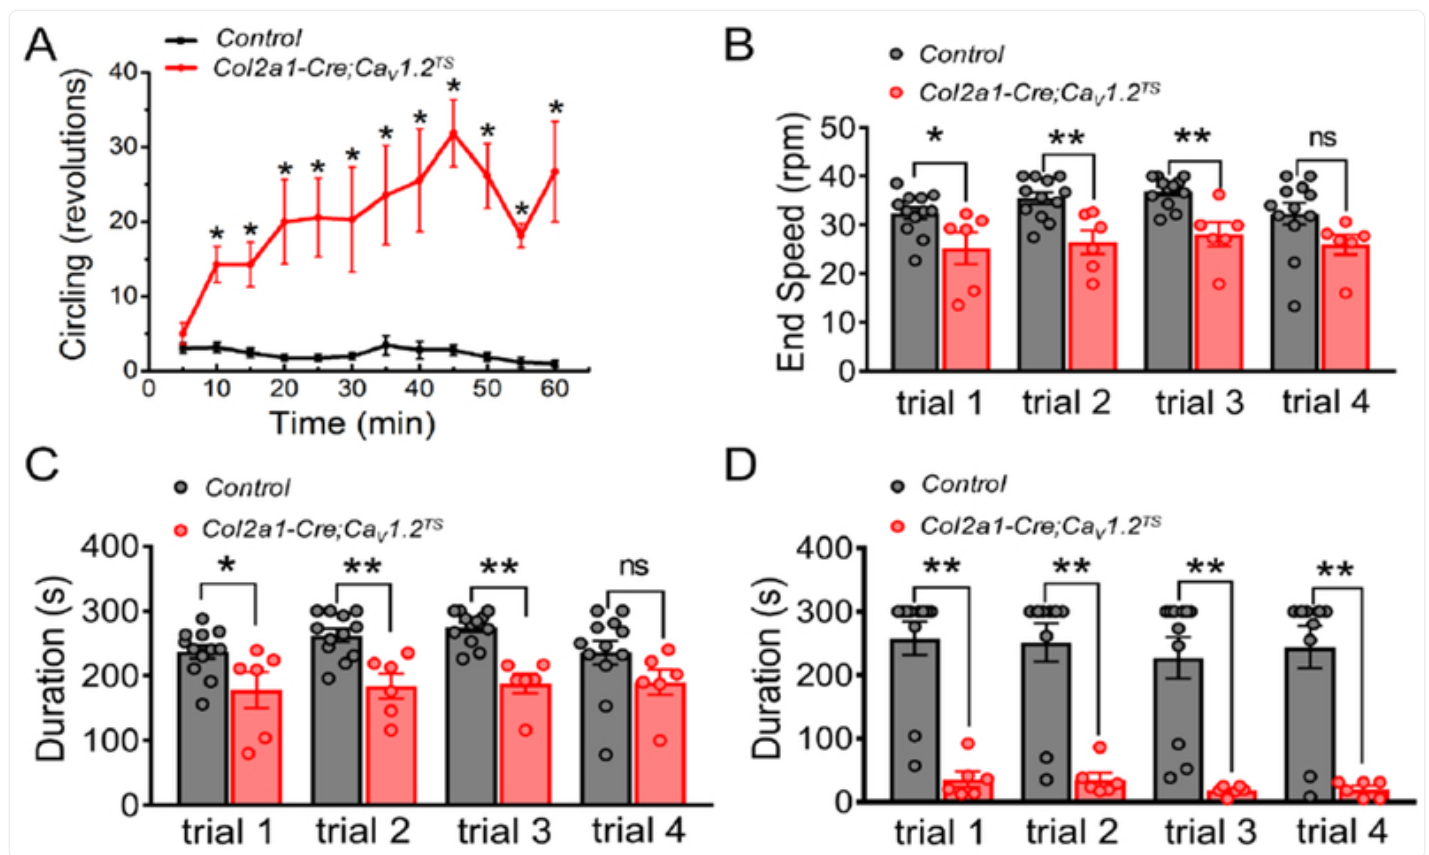 A
Control
Col2a1-Cre;CaV1.2TS
Circling (revolutions)
40
30
20
10
0
* * * * * * * * * * *
0 10 20 30 40 50 60
Time (min)
B
Control
Col2a1-Cre;CaV1.2TS
End Speed (rpm)
50
40
30
20
10
0
* ** ** ns
trial 1 trial 2 trial 3 trial 4
C
Control
Col2a1-Cre;CaV1.2TS
Duration (s)
400
300
200
100
0
* ** ** ns
trial 1 trial 2 trial 3 trial 4
D
Control
Col2a1-Cre;CaV1.2TS
Duration (s)
400
300
200
100
0
** ** ** **
trial 1 trial 2 trial 3 trial 4